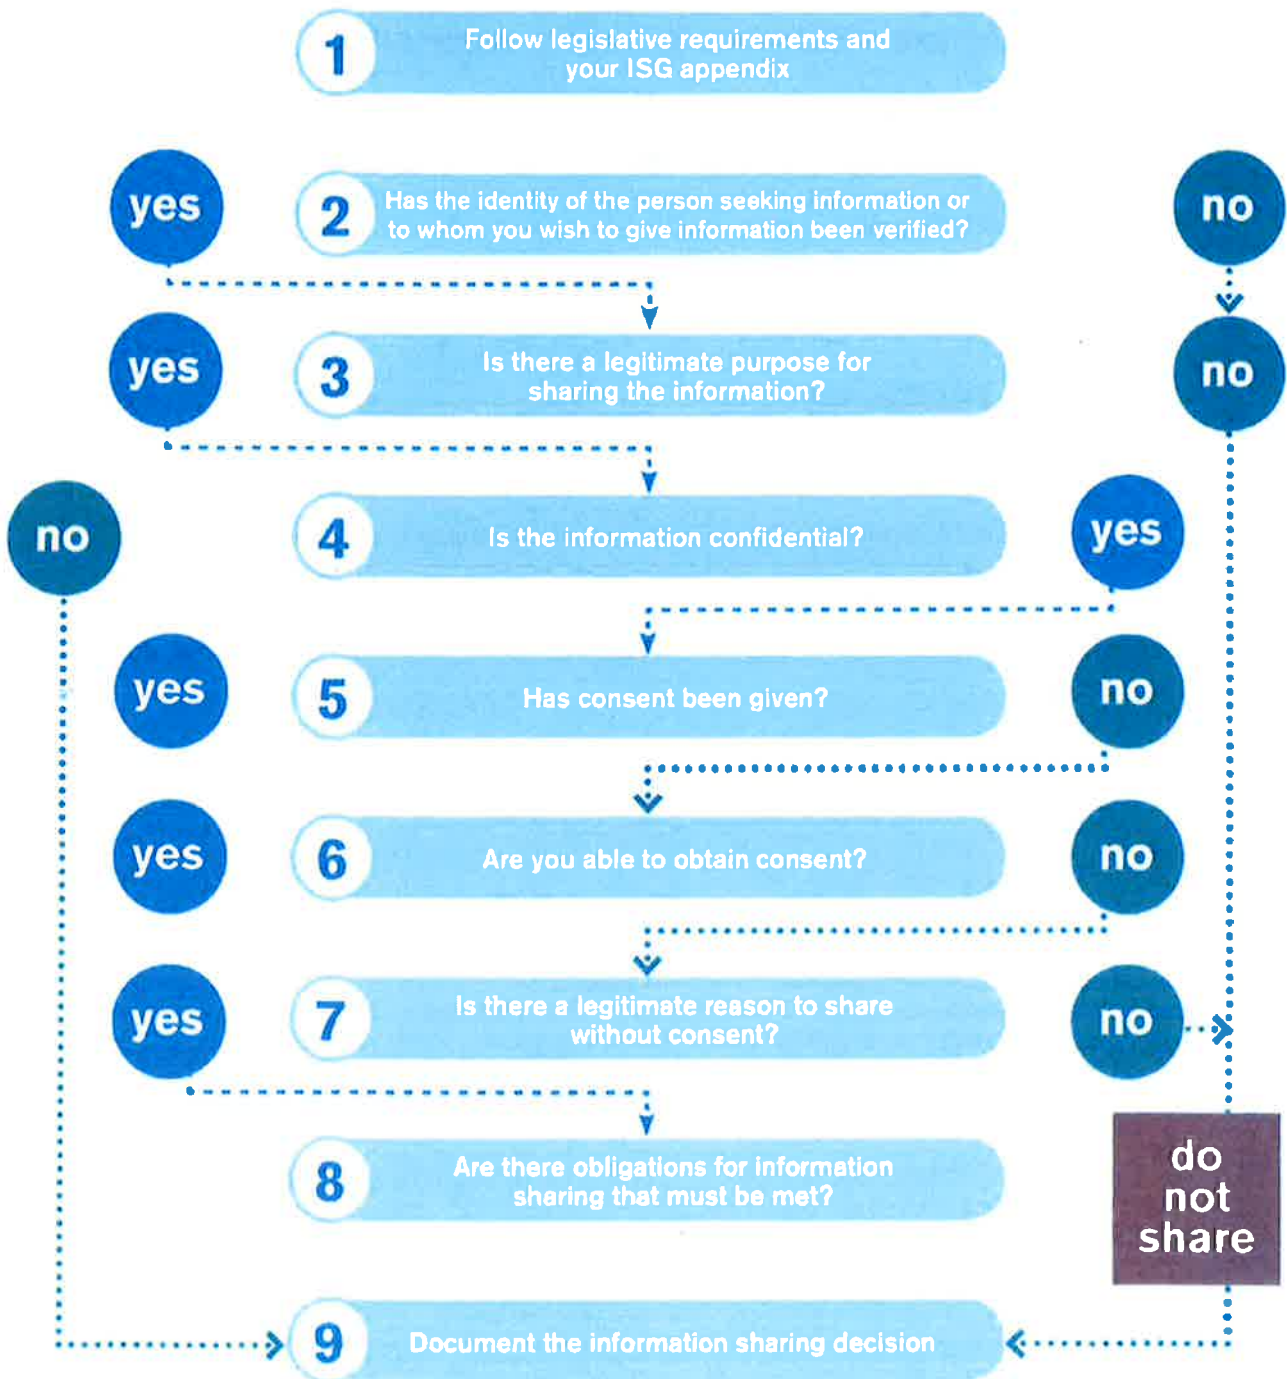 1
Follow legislative requirements and
your ISG appendix
yes
2
Has the identity of the person seeking information or
to whom you wish to give information been verified?
no
yes
3
Is there a legitimate purpose for
sharing the information?
no
no
4
Is the information confidential?
yes
yes
5
Has consent been given?
no
yes
6
Are you able to obtain consent?
no
yes
7
Is there a legitimate reason to share
without consent?
no
8
Are there obligations for information
sharing that must be met?
do
not
share
9
Document the information sharing decision